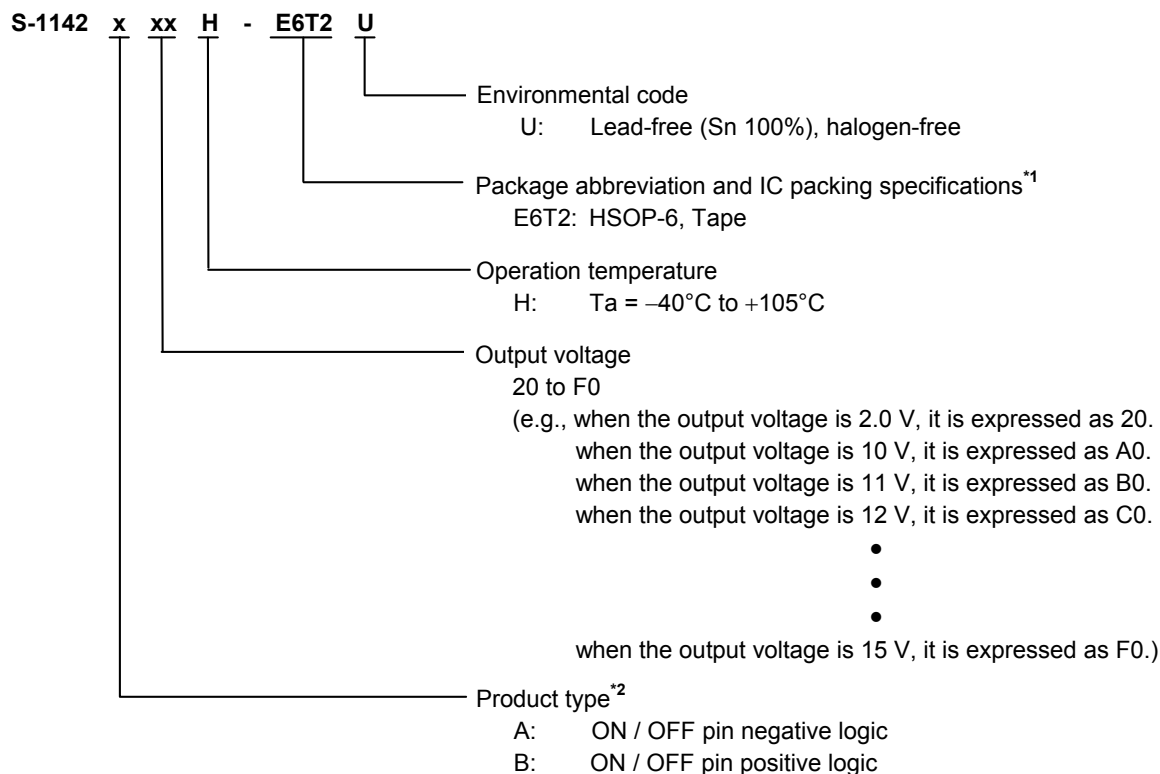 S-1142 x xx H - E6T2 U
Environmental code
U: Lead-free (Sn 100%), halogen-free
Package abbreviation and IC packing specifications*1
E6T2: HSOP-6, Tape
Operation temperature
H: Ta = −40°C to +105°C
Output voltage
20 to F0
(e.g., when the output voltage is 2.0 V, it is expressed as 20.
when the output voltage is 10 V, it is expressed as A0.
when the output voltage is 11 V, it is expressed as B0.
when the output voltage is 12 V, it is expressed as C0.
•
•
•
when the output voltage is 15 V, it is expressed as F0.)
Product type*2
A: ON / OFF pin negative logic
B: ON / OFF pin positive logic